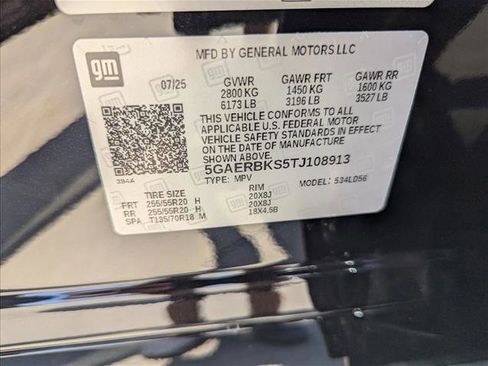 gm
MFD BY GENERAL MOTORS LLC
07/25 GVWR GAWR FRT GAWR RR
2800 KG 1450 KG 1600 KG
6173 LB 3196 LB 3527 LB
THIS VEHICLE CONFORMS TO ALL
APPLICABLE U.S. FEDERAL MOTOR
VEHICLE SAFETY STANDARDS IN EFFECT
ON THE DATE OF MANUFACTURE SHOWN ABOVE.
5GAERBKS5TJ108913
394A TYPE: MPV MODEL: 534LD56
TIRE SIZE RIM
FRT 255/55R20 H 20X8J
RR 255/55R20 H 20X8J
SPA T135/70R18 M 18X4.5B